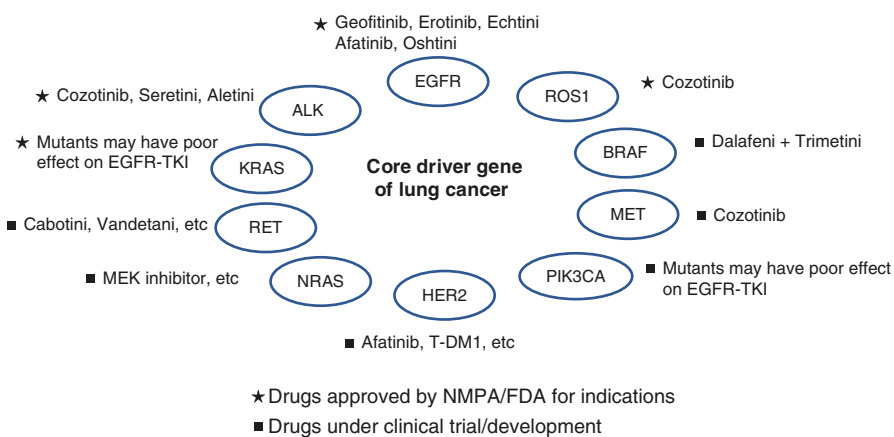 ★ Geofitinib, Erotinib, Echtini
Afatinib, Oshtini
EGFR
★ Cozotinib
ROS1
★ Cozotinib, Seretini, Aletini
ALK
★ Mutants may have poor
effect on EGFR-TKI
KRAS
Core driver gene
of lung cancer
BRAF
■ Dalafeni + Trimetini
■ Cabotini, Vandetani, etc
RET
MET
■ Cozotinib
■ MEK inhibitor, etc
NRAS
HER2
PIK3CA
■ Mutants may have poor effect
on EGFR-TKI
■ Afatinib, T-DM1, etc
★ Drugs approved by NMPA/FDA for indications
■ Drugs under clinical trial/development